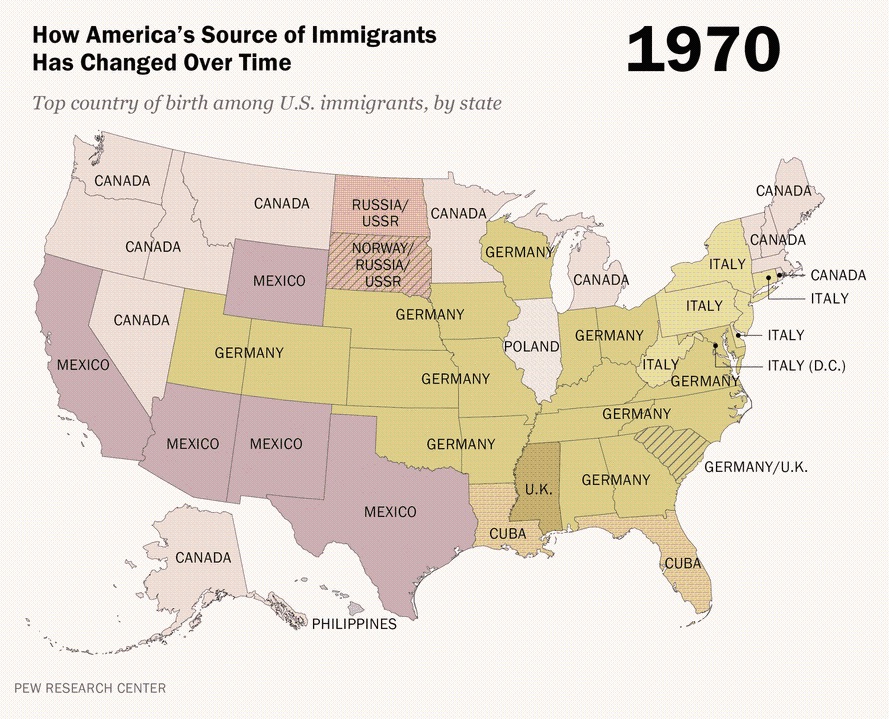 How America's Source of Immigrants
Has Changed Over Time
1970
Top country of birth among U.S. immigrants, by state
CANADA
CANADA
RUSSIA/
USSR
CANADA
CANADA
CANADA
NORWAY/
RUSSIA/
USSR
GERMANY
CANADA
ITALY
CANADA
MEXICO
CANADA
ITALY
CANADA
GERMANY
ITALY
ITALY
GERMANY
POLAND
GERMANY
MEXICO
GERMANY
ITALY
ITALY (D.C.)
GERMANY
GERMANY
MEXICO
MEXICO
GERMANY
GERMANY
GERMANY/U.K.
U.K.
GERMANY
MEXICO
CUBA
CANADA
CUBA
PHILIPPINES
PEW RESEARCH CENTER